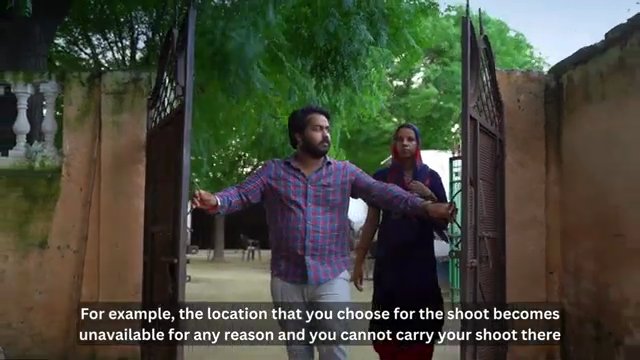 For example, the location that you choose for the shoot becomes
unavailable for any reason and you cannot carry your shoot there